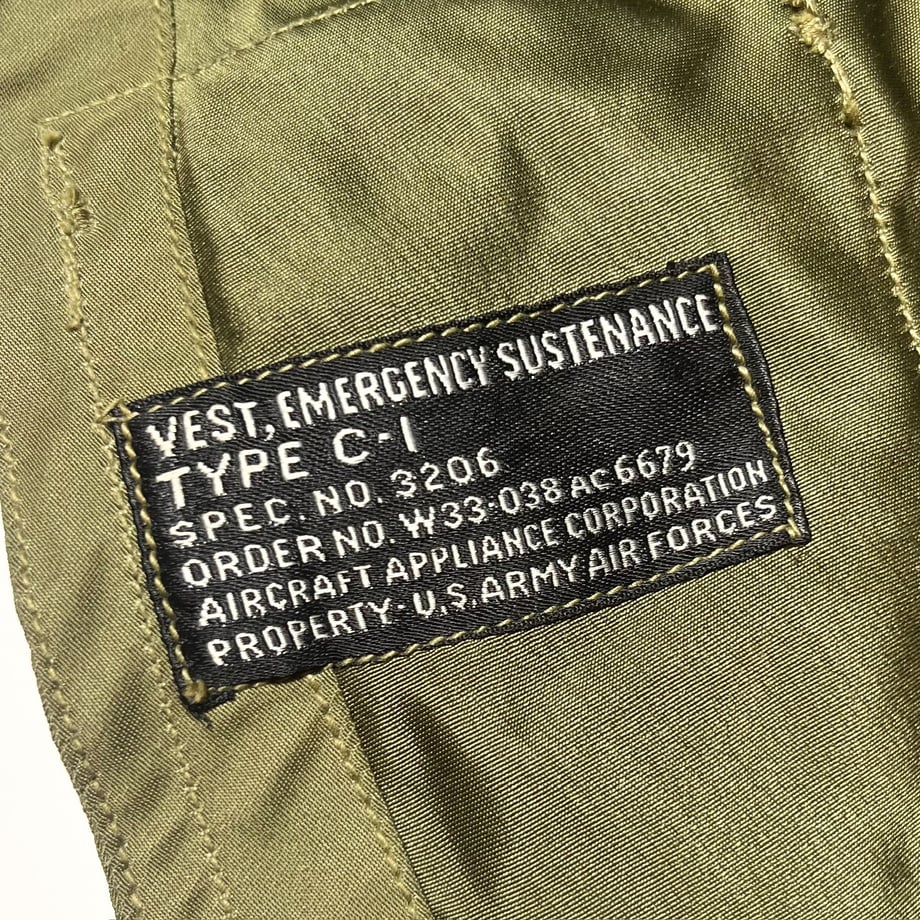 VEST, EMERGENCY SUSTENANCE
TYPE C-1
SPEC. NO. 3206
ORDER NO. W33-038 AC 6679
AIRCRAFT APPLIANCE CORPORATION
PROPERTY- U.S. ARMY AIR FORCES